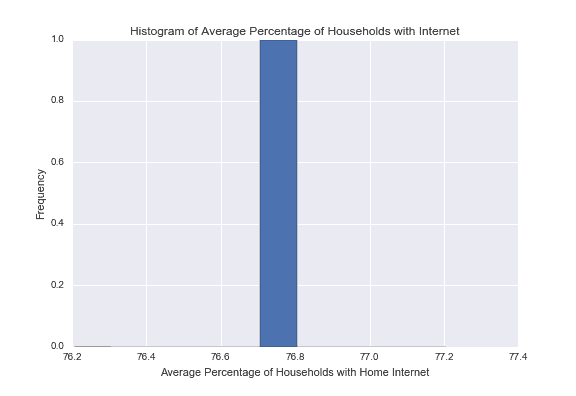 Histogram of Average Percentage of Households with Internet
1.0
0.8
0.6
0.4
0.2
0.0
Frequency
76.2 76.4 76.6 76.8 77.0 77.2 77.4
Average Percentage of Households with Home Internet